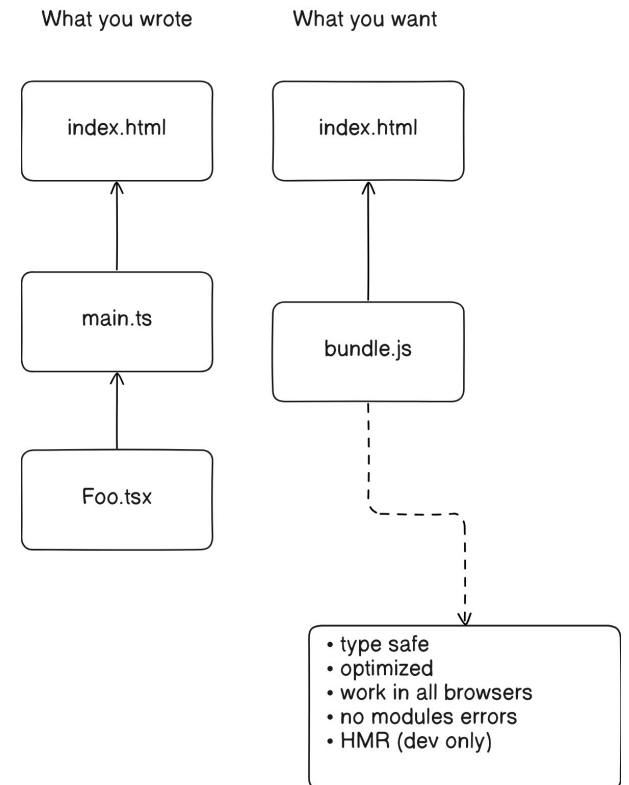 What you wrote
What you want
index.html
index.html
main.ts
bundle.js
Foo.tsx
• type safe
• optimized
• work in all browsers
• no modules errors
• HMR (dev only)